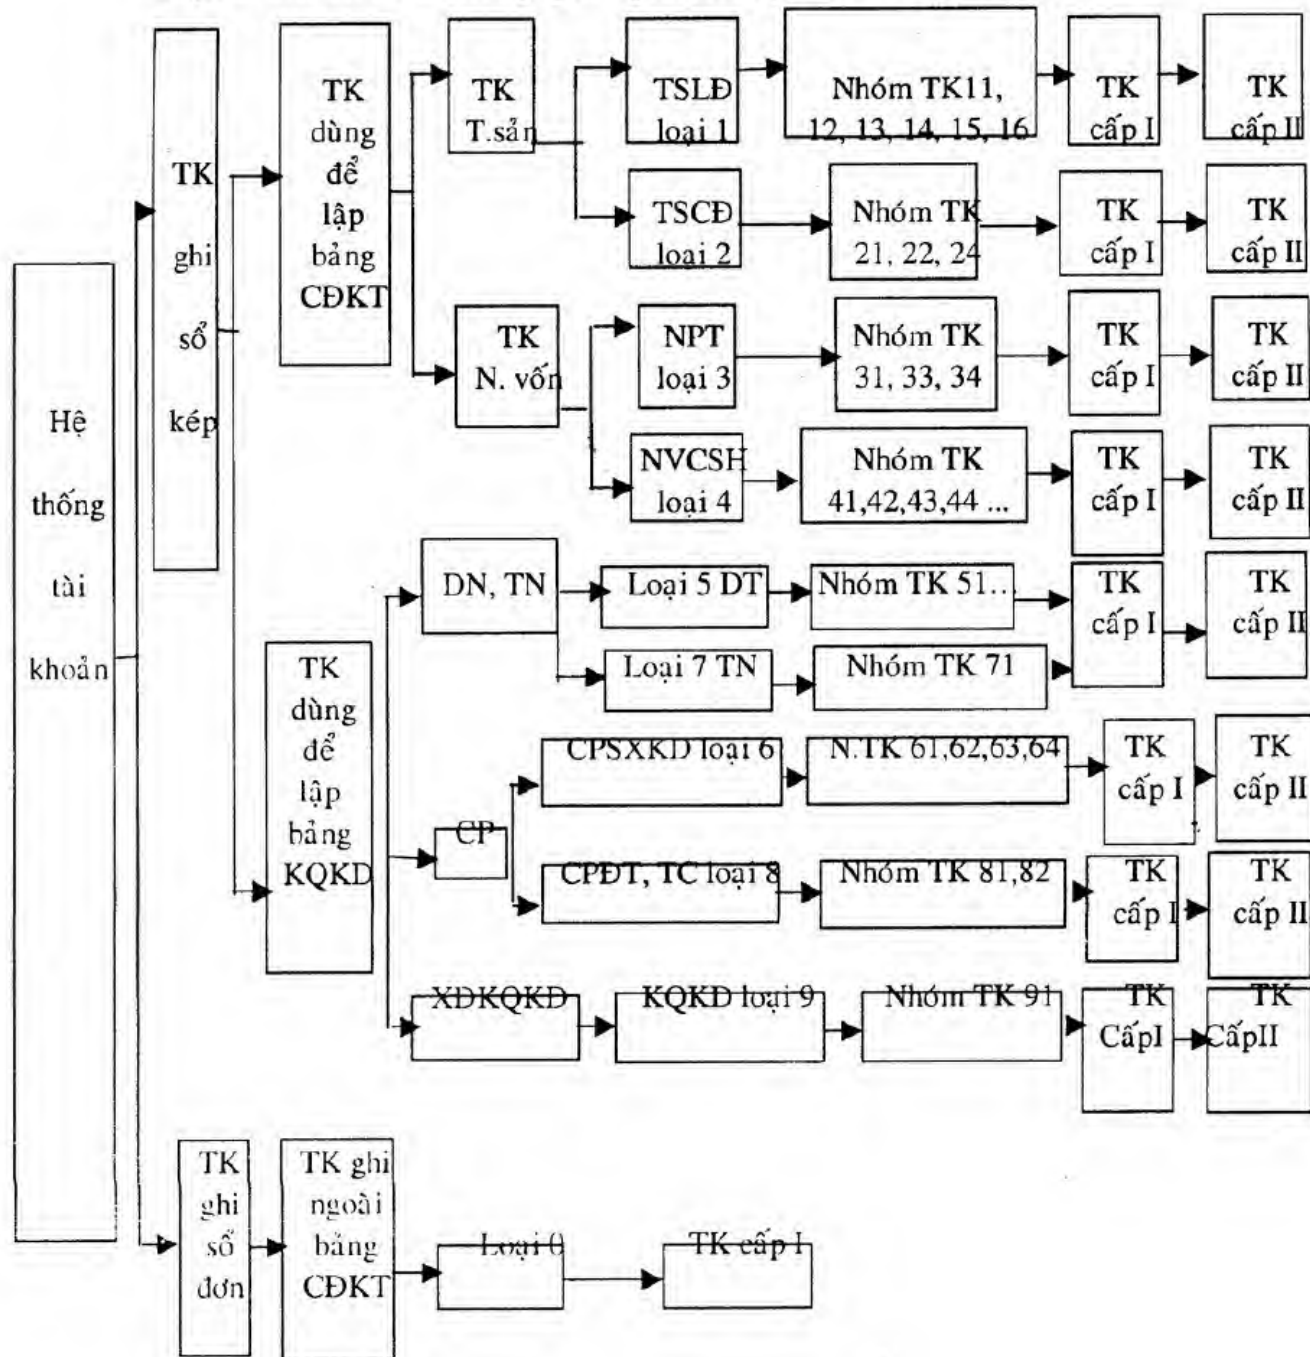 Hệ
thống
tài
khoản
TK
ghi
sổ
kép
TK
dùng
để
lập
bảng
CĐKT
TK
T.sản
TSLĐ
loại 1
Nhóm TK11,
12, 13, 14, 15, 16
TK
cấp I
TK
cấp II
TSCĐ
loại 2
Nhóm TK
21, 22, 24
TK
cấp I
TK
cấp II
TK
N. vốn
NPT
loại 3
Nhóm TK
31, 33, 34
TK
cấp I
TK
cấp II
NVCSH
loại 4
Nhóm TK
41,42,43,44 ...
TK
cấp I
TK
cấp II
TK
dùng
để
lập
bảng
KQKD
DN, TN
Loại 5 DT
Nhóm TK 51...
TK
cấp I
TK
cấp II
Loại 7 TN
Nhóm TK 71
CP
CPSXKD loại 6
N.TK 61,62,63,64
TK
cấp I
TK
cấp II
CPĐT, TC loại 8
Nhóm TK 81,82
TK
cấp I
TK
cấp II
XDKQKD
KQKD loại 9
Nhóm TK 91
TK
CấpI
TK
CấpII
TK
ghi
sổ
đơn
TK ghi
ngoài
bảng
CĐKT
Loại 0
TK cấp I